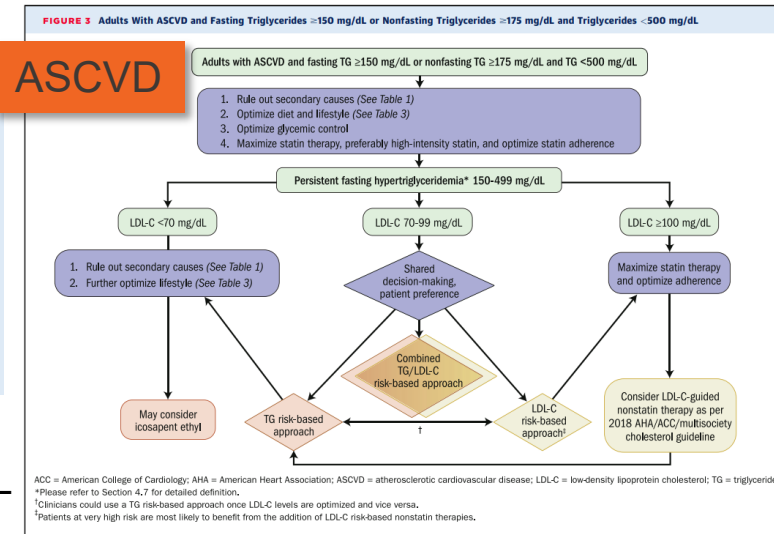 FIGURE 3 Adults With ASCVD and Fasting Triglycerides ≥150 mg/dL or Nonfasting Triglycerides ≥175 mg/dL and Triglycerides <500 mg/dL
ASCVD
Adults with ASCVD and fasting TG ≥150 mg/dL or nonfasting TG ≥175 mg/dL and TG <500 mg/dL
1. Rule out secondary causes (See Table 1)
2. Optimize diet and lifestyle (See Table 3)
3. Optimize glycemic control
4. Maximize statin therapy, preferably high-intensity statin, and optimize statin adherence
Persistent fasting hypertriglyceridemia* 150-499 mg/dL
LDL-C <70 mg/dL
LDL-C 70-99 mg/dL
LDL-C ≥100 mg/dL
1. Rule out secondary causes (See Table 1)
2. Further optimize lifestyle (See Table 3)
Shared
decision-making,
patient preference
Maximize statin therapy
and optimize adherence
Combined
TG/LDL-C
risk-based approach
May consider
icosapent ethyl
TG risk-based
approach
†
LDL-C
risk-based
approach‡
Consider LDL-C-guided
nonstatin therapy as per
2018 AHA/ACC/multisociety
cholesterol guideline
ACC = American College of Cardiology; AHA = American Heart Association; ASCVD = atherosclerotic cardiovascular disease; LDL-C = low-density lipoprotein cholesterol; TG = triglyceride
*Please refer to Section 4.7 for detailed definition.
†Clinicians could use a TG risk-based approach once LDL-C levels are optimized and vice versa.
‡Patients at very high risk are most likely to benefit from the addition of LDL-C risk-based nonstatin therapies.